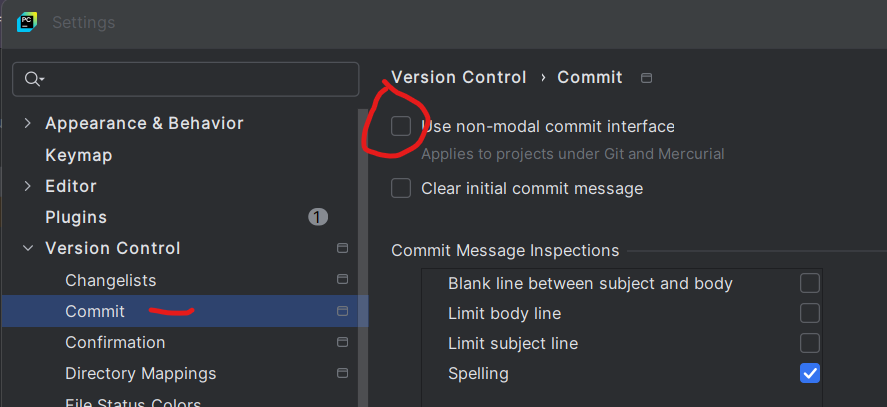 PC
Settings
Version Control › Commit
Appearance & Behavior
Use non-modal commit interface
Keymap
Applies to projects under Git and Mercurial
Editor
Clear initial commit message
Plugins 1
Version Control
Commit Message Inspections
Changelists
Blank line between subject and body
Commit
Limit body line
Confirmation
Limit subject line
Directory Mappings
Spelling
File Status Colors